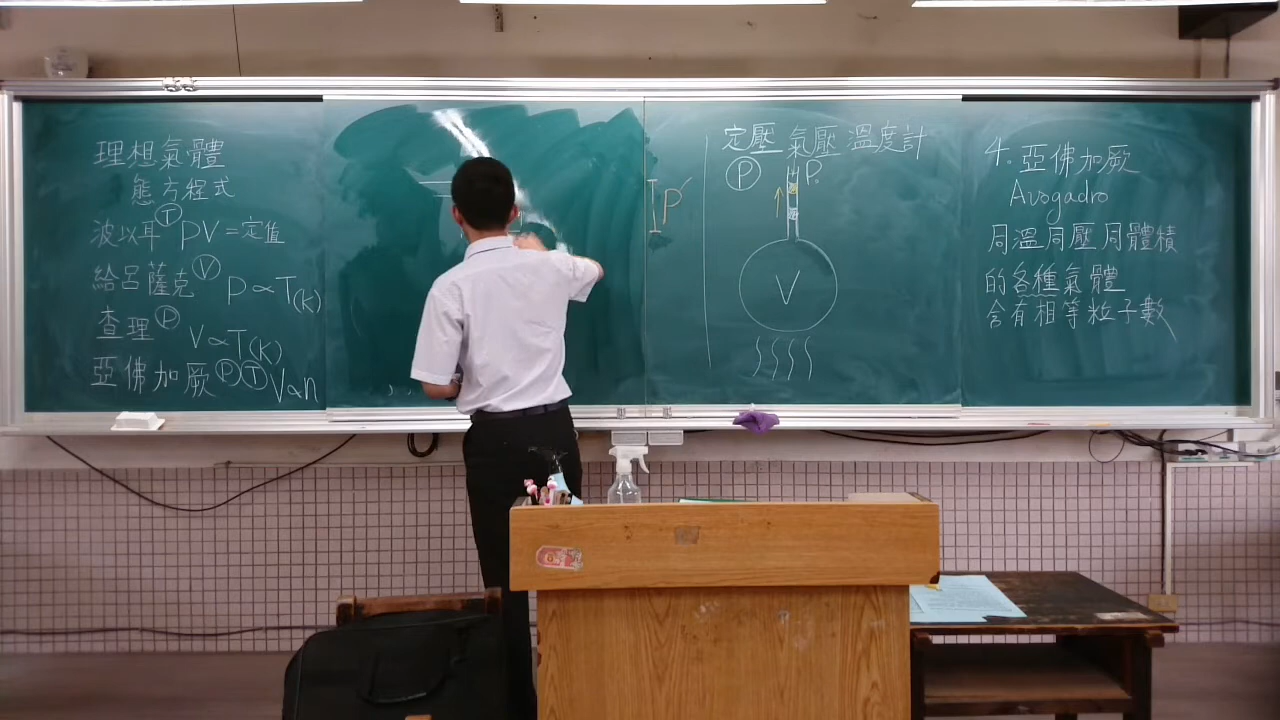 理想氣體
態方程式
波以耳 Ⓣ PV = 定值
給呂薩克 Ⓥ P ∝ T(K)
查理 Ⓟ V ∝ T(K)
亞佛加厥 Ⓟ Ⓣ V ∝ n
P′
定壓 氣壓溫度計
Ⓟ P₀
V
4. 亞佛加厥
Avogadro
同溫同壓同體積
的各種氣體
含有相等粒子數